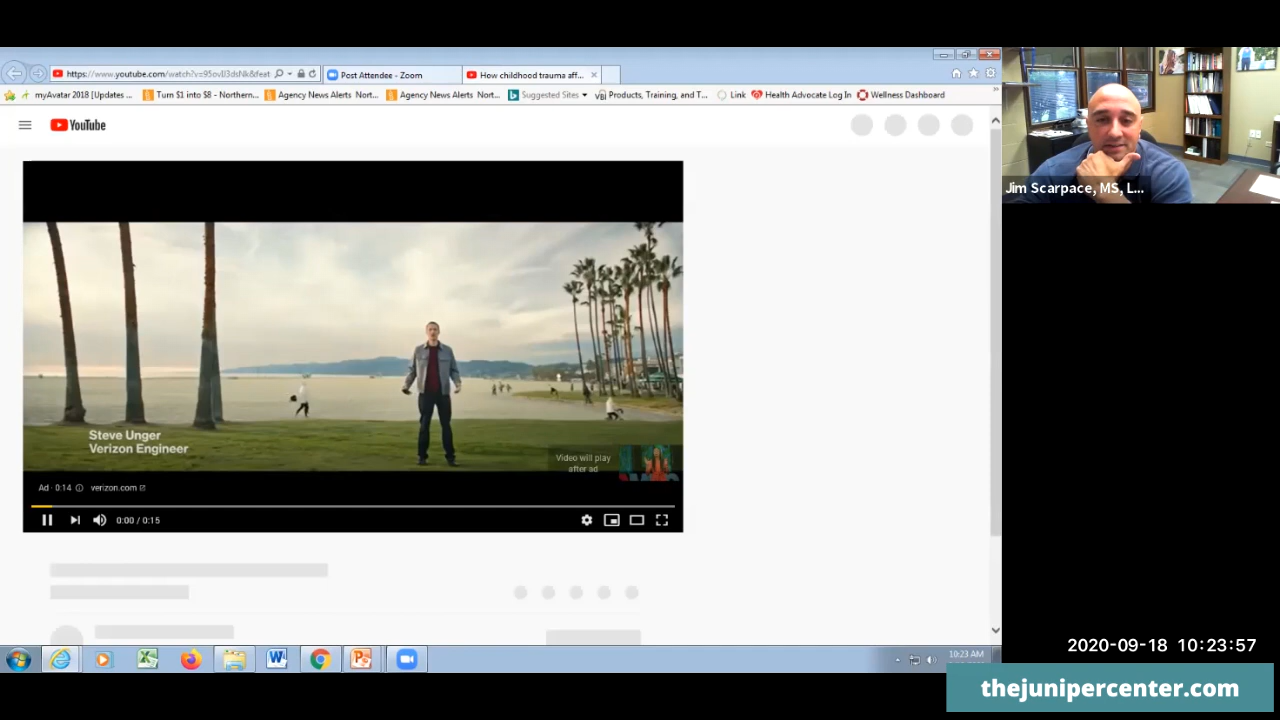 https://www.youtube.com/watch?v=95ovIJ3dsNk&feat
Post Attendee - Zoom
How childhood trauma aff...
myAvatar 2018 [Updates ...
Turn $1 into $8 - Northern...
Agency News Alerts Nort...
Agency News Alerts Nort...
Suggested Sites
Products, Training, and T...
Link
Health Advocate Log In
Wellness Dashboard
YouTube
Jim Scarpace, MS, L...
Steve Unger
Verizon Engineer
Video will play
after ad
Ad · 0:14
verizon.com
0:00 / 0:15
10:23 AM
2020-09-18 10:23:57
thejunipercenter.com